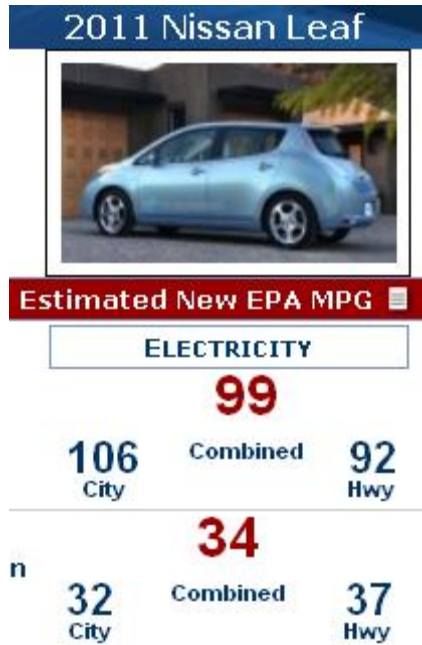 2011 Nissan Leaf
Estimated New EPA MPG
ELECTRICITY
99
106 Combined 92
City Hwy
34
n
32 Combined 37
City Hwy